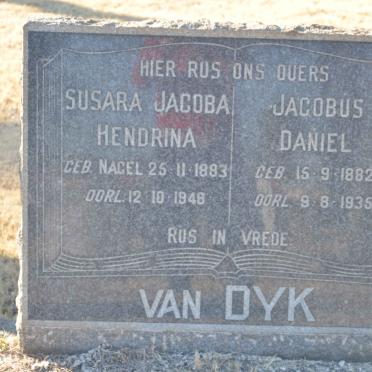 HIER RUS ONS OUERS
SUSARA JACOBA
HENDRINA
GEB. NAGEL 25·11·1883
OORL. 12·10·1948
JACOBUS
DANIEL
GEB. 15·9·1882
OORL. 9·8·1935
RUS IN VREDE
VAN DYK